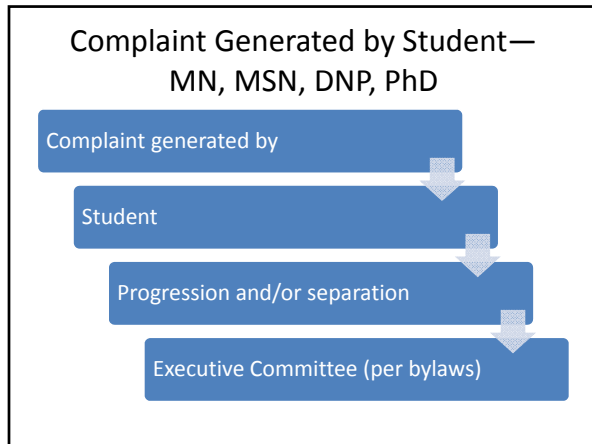 Complaint Generated by Student—
MN, MSN, DNP, PhD
Complaint generated by
Student
Progression and/or separation
Executive Committee (per bylaws)